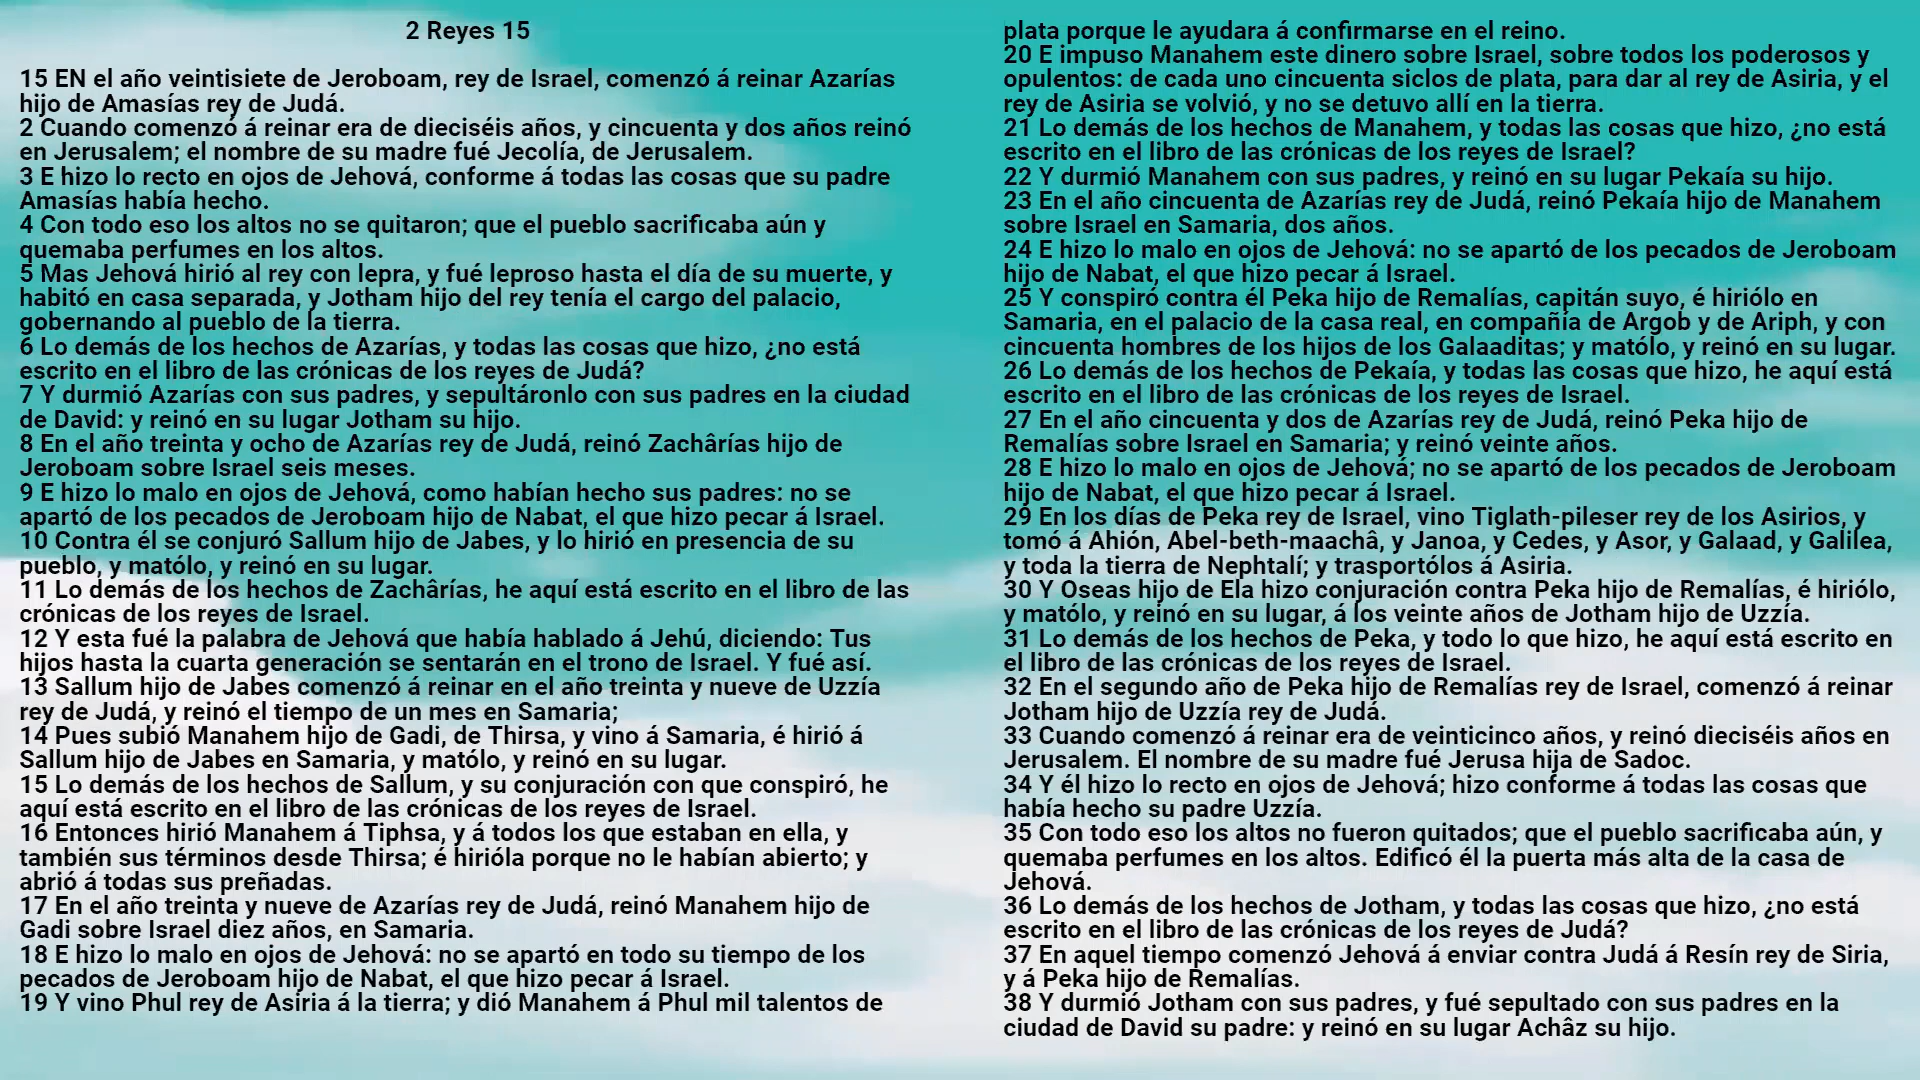 2 Reyes 15
15 EN el año veintisiete de Jeroboam, rey de Israel, comenzó á reinar Azarías
hijo de Amasías rey de Judá.
2 Cuando comenzó á reinar era de dieciséis años, y cincuenta y dos años reinó
en Jerusalem; el nombre de su madre fué Jecolía, de Jerusalem.
3 E hizo lo recto en ojos de Jehová, conforme á todas las cosas que su padre
Amasías había hecho.
4 Con todo eso los altos no se quitaron; que el pueblo sacrificaba aún y
quemaba perfumes en los altos.
5 Mas Jehová hirió al rey con lepra, y fué leproso hasta el día de su muerte, y
habitó en casa separada, y Jotham hijo del rey tenía el cargo del palacio,
gobernando al pueblo de la tierra.
6 Lo demás de los hechos de Azarías, y todas las cosas que hizo, ¿no está
escrito en el libro de las crónicas de los reyes de Judá?
7 Y durmió Azarías con sus padres, y sepultáronlo con sus padres en la ciudad
de David: y reinó en su lugar Jotham su hijo.
8 En el año treinta y ocho de Azarías rey de Judá, reinó Zachârías hijo de
Jeroboam sobre Israel seis meses.
9 E hizo lo malo en ojos de Jehová, como habían hecho sus padres: no se
apartó de los pecados de Jeroboam hijo de Nabat, el que hizo pecar á Israel.
10 Contra él se conjuró Sallum hijo de Jabes, y lo hirió en presencia de su
pueblo, y matólo, y reinó en su lugar.
11 Lo demás de los hechos de Zachârías, he aquí está escrito en el libro de las
crónicas de los reyes de Israel.
12 Y esta fué la palabra de Jehová que había hablado á Jehú, diciendo: Tus
hijos hasta la cuarta generación se sentarán en el trono de Israel. Y fué así.
13 Sallum hijo de Jabes comenzó á reinar en el año treinta y nueve de Uzzía
rey de Judá, y reinó el tiempo de un mes en Samaria;
14 Pues subió Manahem hijo de Gadi, de Thirsa, y vino á Samaria, é hirió á
Sallum hijo de Jabes en Samaria, y matólo, y reinó en su lugar.
15 Lo demás de los hechos de Sallum, y su conjuración con que conspiró, he
aquí está escrito en el libro de las crónicas de los reyes de Israel.
16 Entonces hirió Manahem á Tiphsa, y á todos los que estaban en ella, y
también sus términos desde Thirsa; é hirióla porque no le habían abierto; y
abrió á todas sus preñadas.
17 En el año treinta y nueve de Azarías rey de Judá, reinó Manahem hijo de
Gadi sobre Israel diez años, en Samaria.
18 E hizo lo malo en ojos de Jehová: no se apartó en todo su tiempo de los
pecados de Jeroboam hijo de Nabat, el que hizo pecar á Israel.
19 Y vino Phul rey de Asiria á la tierra; y dió Manahem á Phul mil talentos de
plata porque le ayudara á confirmarse en el reino.
20 E impuso Manahem este dinero sobre Israel, sobre todos los poderosos y
opulentos: de cada uno cincuenta siclos de plata, para dar al rey de Asiria, y el
rey de Asiria se volvió, y no se detuvo allí en la tierra.
21 Lo demás de los hechos de Manahem, y todas las cosas que hizo, ¿no está
escrito en el libro de las crónicas de los reyes de Israel?
22 Y durmió Manahem con sus padres, y reinó en su lugar Pekaía su hijo.
23 En el año cincuenta de Azarías rey de Judá, reinó Pekaía hijo de Manahem
sobre Israel en Samaria, dos años.
24 E hizo lo malo en ojos de Jehová: no se apartó de los pecados de Jeroboam
hijo de Nabat, el que hizo pecar á Israel.
25 Y conspiró contra él Peka hijo de Remalías, capitán suyo, é hiriólo en
Samaria, en el palacio de la casa real, en compañía de Argob y de Ariph, y con
cincuenta hombres de los hijos de los Galaaditas; y matólo, y reinó en su lugar.
26 Lo demás de los hechos de Pekaía, y todas las cosas que hizo, he aquí está
escrito en el libro de las crónicas de los reyes de Israel.
27 En el año cincuenta y dos de Azarías rey de Judá, reinó Peka hijo de
Remalías sobre Israel en Samaria; y reinó veinte años.
28 E hizo lo malo en ojos de Jehová; no se apartó de los pecados de Jeroboam
hijo de Nabat, el que hizo pecar á Israel.
29 En los días de Peka rey de Israel, vino Tiglath-pileser rey de los Asirios, y
tomó á Ahión, Abel-beth-maachâ, y Janoa, y Cedes, y Asor, y Galaad, y Galilea,
y toda la tierra de Nephtalí; y trasportólos á Asiria.
30 Y Oseas hijo de Ela hizo conjuración contra Peka hijo de Remalías, é hiriólo,
y matólo, y reinó en su lugar, á los veinte años de Jotham hijo de Uzzía.
31 Lo demás de los hechos de Peka, y todo lo que hizo, he aquí está escrito en
el libro de las crónicas de los reyes de Israel.
32 En el segundo año de Peka hijo de Remalías rey de Israel, comenzó á reinar
Jotham hijo de Uzzía rey de Judá.
33 Cuando comenzó á reinar era de veinticinco años, y reinó dieciséis años en
Jerusalem. El nombre de su madre fué Jerusa hija de Sadoc.
34 Y él hizo lo recto en ojos de Jehová; hizo conforme á todas las cosas que
había hecho su padre Uzzía.
35 Con todo eso los altos no fueron quitados; que el pueblo sacrificaba aún, y
quemaba perfumes en los altos. Edificó él la puerta más alta de la casa de
Jehová.
36 Lo demás de los hechos de Jotham, y todas las cosas que hizo, ¿no está
escrito en el libro de las crónicas de los reyes de Judá?
37 En aquel tiempo comenzó Jehová á enviar contra Judá á Resín rey de Siria,
y á Peka hijo de Remalías.
38 Y durmió Jotham con sus padres, y fué sepultado con sus padres en la
ciudad de David su padre: y reinó en su lugar Achâz su hijo.